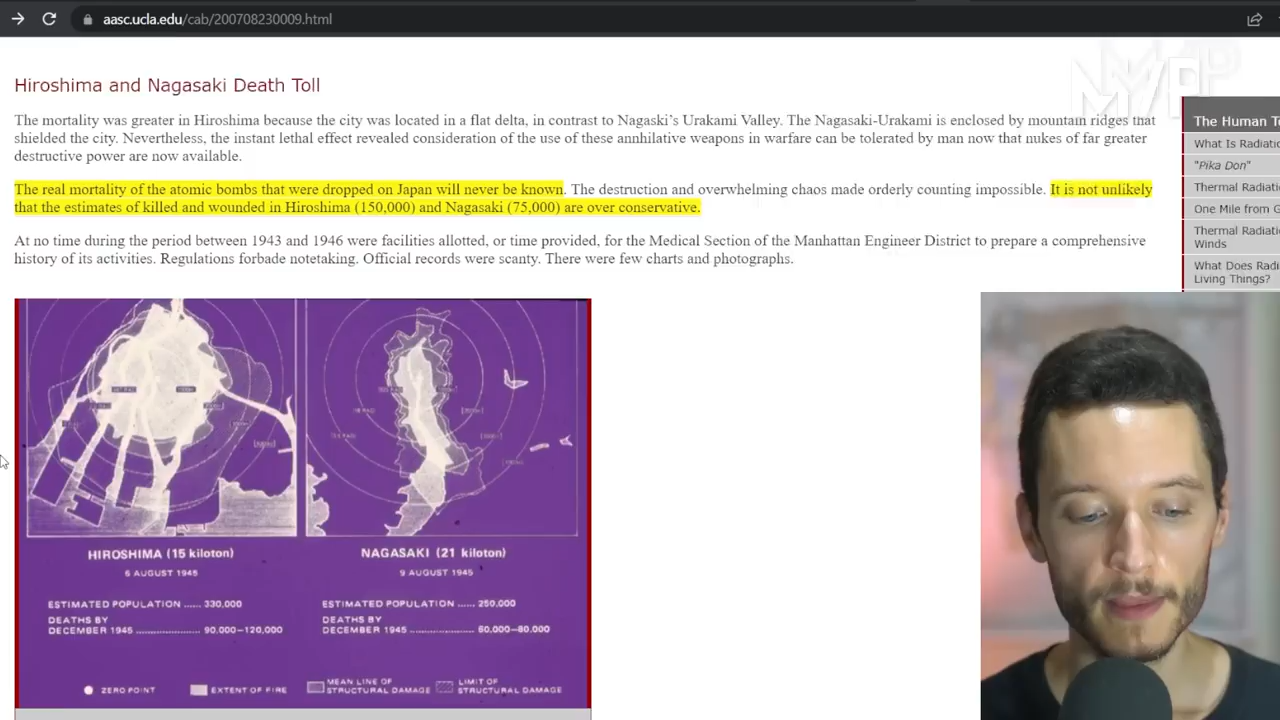 aasc.ucla.edu/cab/200708230009.html
Hiroshima and Nagasaki Death Toll
The mortality was greater in Hiroshima because the city was located in a flat delta, in contrast to Nagaski's Urakami Valley. The Nagasaki-Urakami is enclosed by mountain ridges that
shielded the city. Nevertheless, the instant lethal effect revealed consideration of the use of these annhilative weapons in warfare can be tolerated by man now that nukes of far greater
destructive power are now available.
The real mortality of the atomic bombs that were dropped on Japan will never be known. The destruction and overwhelming chaos made orderly counting impossible. It is not unlikely
that the estimates of killed and wounded in Hiroshima (150,000) and Nagasaki (75,000) are over conservative.
At no time during the period between 1943 and 1946 were facilities allotted, or time provided, for the Medical Section of the Manhattan Engineer District to prepare a comprehensive
history of its activities. Regulations forbade notetaking. Official records were scanty. There were few charts and photographs.
The Human To
What Is Radiati
"Pika Don"
Thermal Radiati
One Mile from G
Thermal Radiati
Winds
What Does Radi
Living Things?
HIROSHIMA (15 kiloton)
6 AUGUST 1945
ESTIMATED POPULATION ...... 330,000
DEATHS BY
DECEMBER 1945 .................... 90,000–120,000
NAGASAKI (21 kiloton)
9 AUGUST 1945
ESTIMATED POPULATION ...... 250,000
DEATHS BY
DECEMBER 1945 .................... 60,000–80,000
ZERO POINT
EXTENT OF FIRE
MEAN LINE OF
STRUCTURAL DAMAGE
LIMIT OF
STRUCTURAL DAMAGE